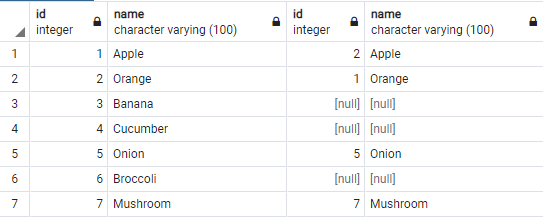 id name id name
integer character varying (100) integer character varying (100)
1 1 Apple 2 Apple
2 2 Orange 1 Orange
3 3 Banana [null] [null]
4 4 Cucumber [null] [null]
5 5 Onion 5 Onion
6 6 Broccoli [null] [null]
7 7 Mushroom 7 Mushroom